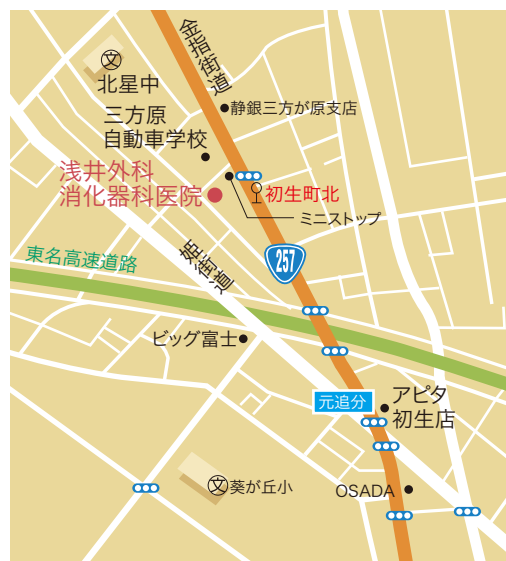 金指街道
文
北星中
静銀三方が原支店
三方原
自動車学校
浅井外科
消化器科医院
初生町北
ミニストップ
姫街道
東名高速道路
257
ビッグ富士
元追分
アピタ
初生店
文
葵が丘小
OSADA